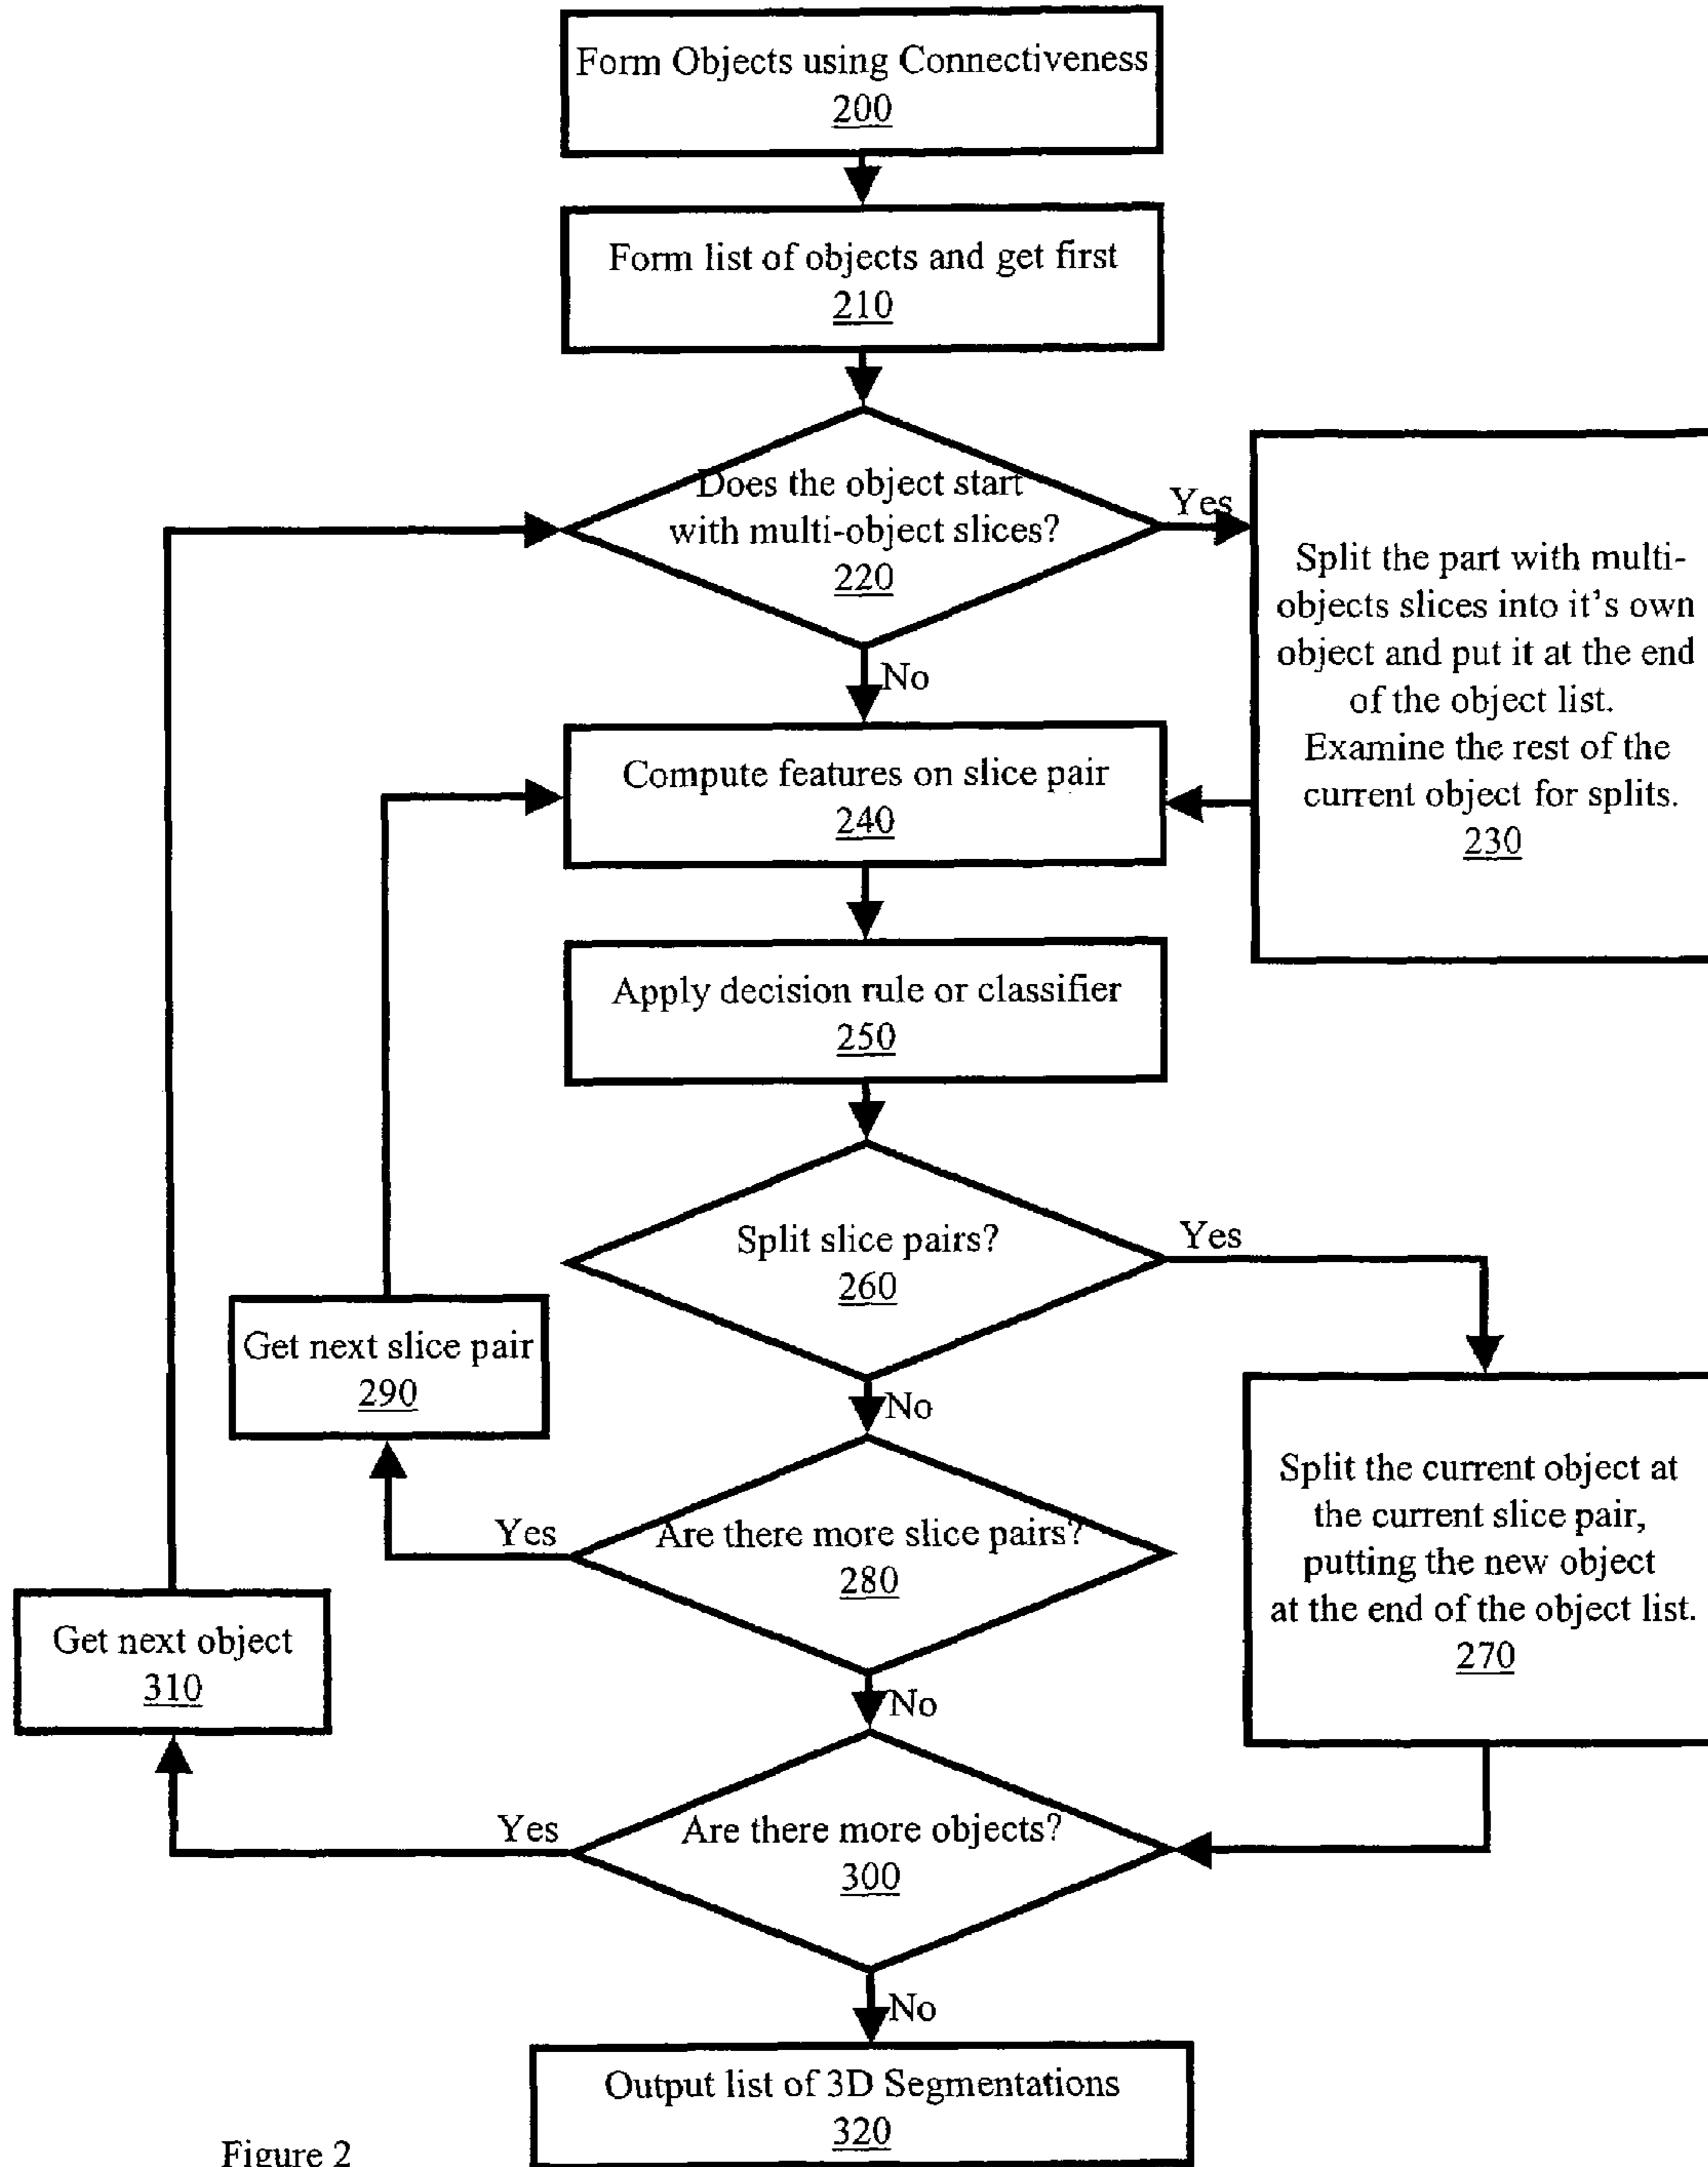 Form Objects using Connectiveness
200
Form list of objects and get first
210
Does the object start
with multi-object slices?
220
Yes
No
Split the part with multi-
objects slices into it's own
object and put it at the end
of the object list.
Examine the rest of the
current object for splits.
230
Compute features on slice pair
240
Apply decision rule or classifier
250
Split slice pairs?
260
Yes
No
Get next slice pair
290
Split the current object at
the current slice pair,
putting the new object
at the end of the object list.
270
Are there more slice pairs?
280
Yes
No
Get next object
310
Are there more objects?
300
Yes
No
Output list of 3D Segmentations
320
Figure 2